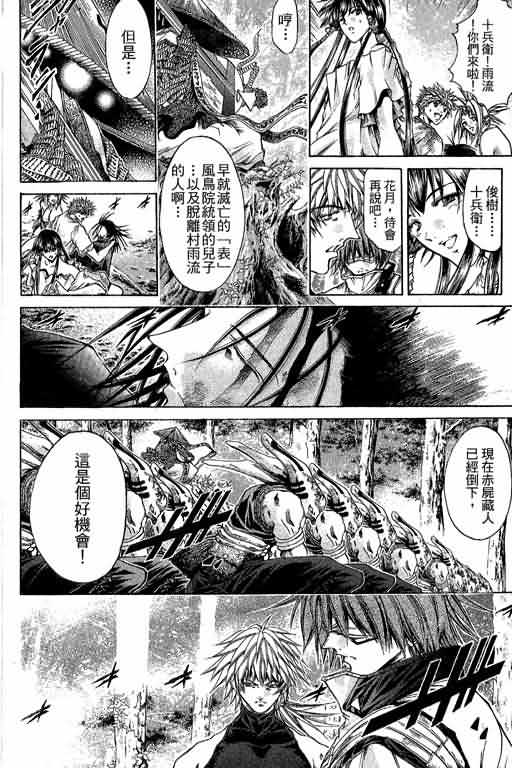 十兵衛！雨流
！你們來啦！
俊樹…
十兵衛…
花月，待會
再說吧…
哼…
早就滅亡的「表」
風鳥院統領的兒子
…以及脫離村雨流
的人啊…
但是…
現在赤屍藏人
已經倒下，
這是個好機會！